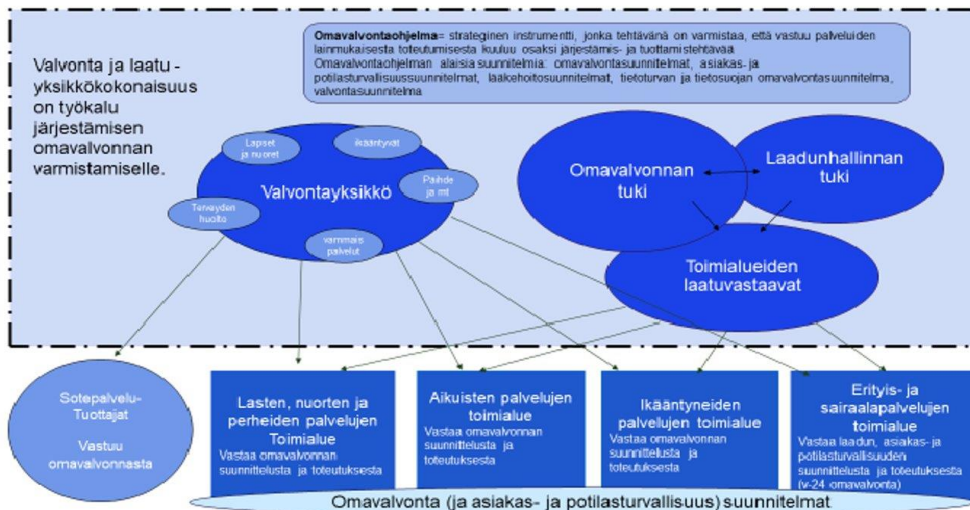 Omavalvontaohjelma= strateginen instrumentti, jonka tehtävänä on varmistaa, että vastuu palveluiden
lainmukaisesta toteutumisesta kuuluu osaksi järjestämis- ja tuottamistehtävää
Omavalvontaohjelman alaisia suunnitelmia: omavalvontasuunnitelmat, asiakas- ja
potilasturvallisuussuunnitelmat, lääkehoitosuunnitelmat, tietoturvan ja tietosuojan omavalvontasuunnitelma,
valvontasuunnitelma
Valvonta ja laatu -
yksikkökokonaisuus
on työkalu
järjestämisen
omavalvonnan
varmistamiselle.
Lapset
ja nuoret
ikääntyvät
Valvontayksikkö
Päihde
ja mt
Terveyden
huolto
vammais
palvelut
Omavalvonnan
tuki
Laadunhallinnan
tuki
Toimialueiden
laatuvastaavat
Sotepalvelu-
Tuottajat
Vastuu
omavalvonnasta
Lasten, nuorten ja
perheiden palvelujen
Toimialue
Vastaa omavalvonnan
suunnittelusta ja
toteutuksesta
Aikuisten palvelujen
toimialue
Vastaa omavalvonnan
suunnittelusta ja
toteutuksesta
Ikääntyneiden
palvelujen toimialue
Vastaa omavalvonnan
suunnittelusta ja
toteutuksesta
Erityis- ja
sairaalapalvelujen
toimialue
Vastaa laadun, asiakas- ja
potilasturvallisuuden
suunnittelusta ja toteutuksesta
(v-24 omavalvonta)
Omavalvonta (ja asiakas- ja potilasturvallisuus) suunnitelmat